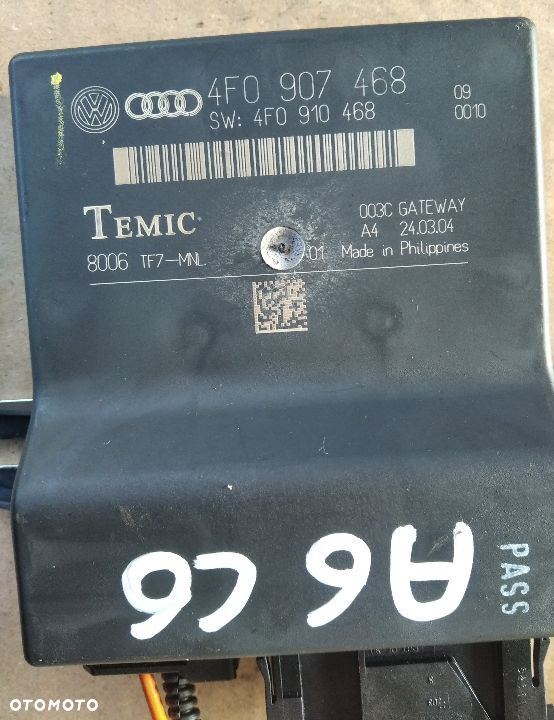 4F0 907 468
SW: 4F0 910 468
09
0010
TEMIC
003C GATEWAY
A4 24.03.04
8006 TF7-MNL
01 Made in Philippines
A6 C6
PASS
OTOMOTO